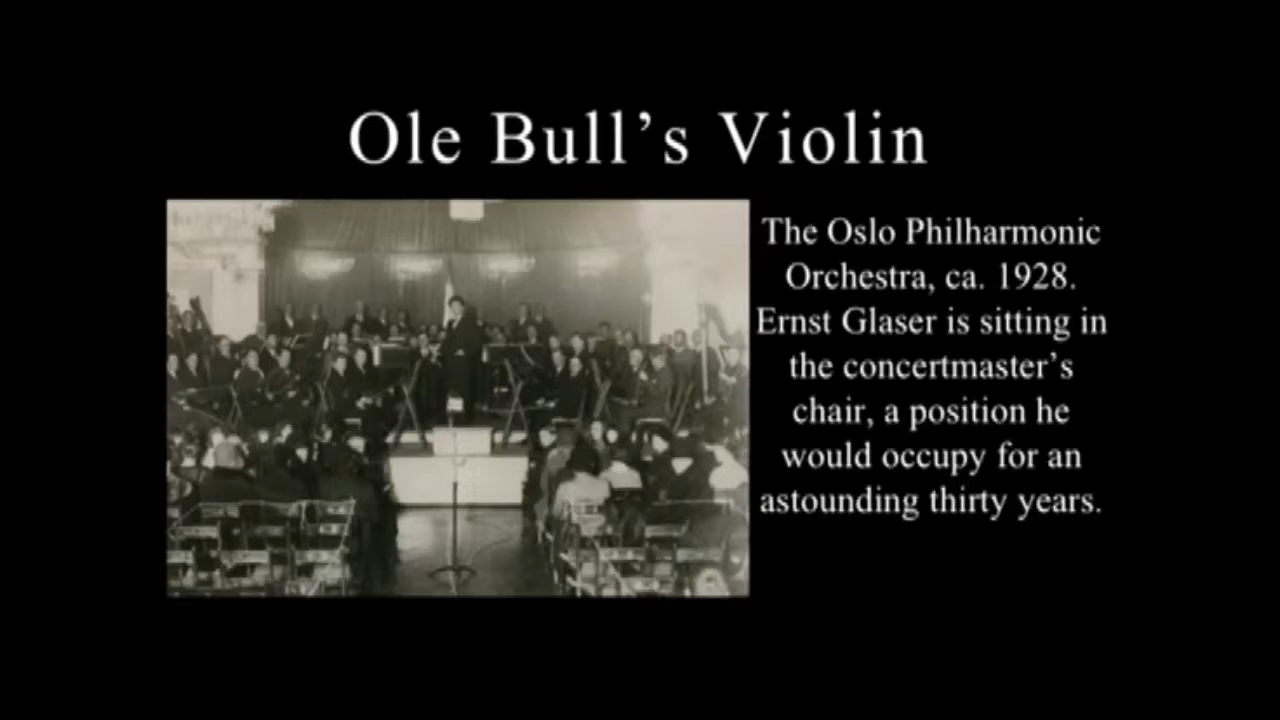 Ole Bull’s Violin
The Oslo Philharmonic
Orchestra, ca. 1928.
Ernst Glaser is sitting in
the concertmaster’s
chair, a position he
would occupy for an
astounding thirty years.